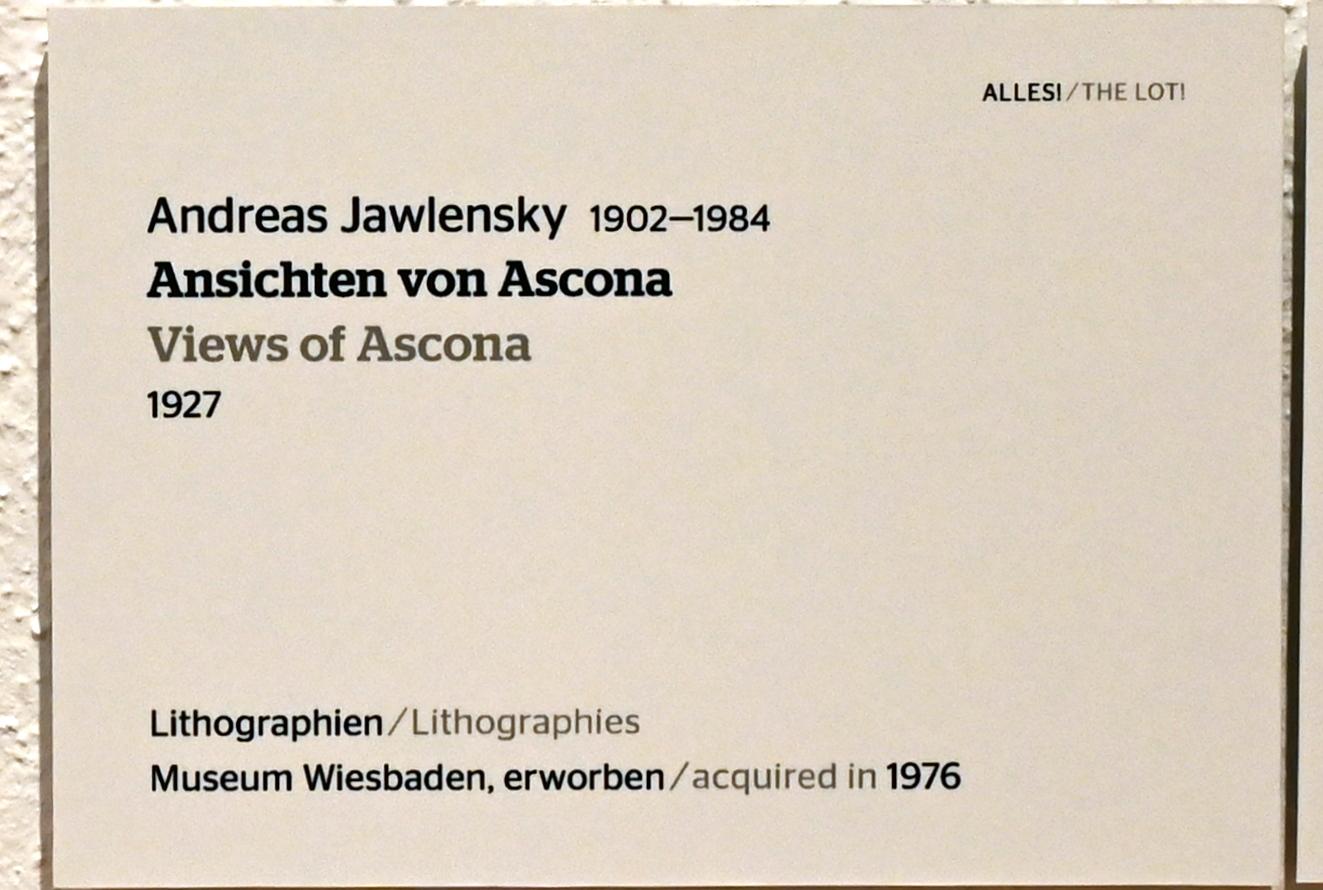 ALLES!/THE LOT!
Andreas Jawlensky 1902–1984
Ansichten von Ascona
Views of Ascona
1927
Lithographien/Lithographies
Museum Wiesbaden, erworben/acquired in 1976